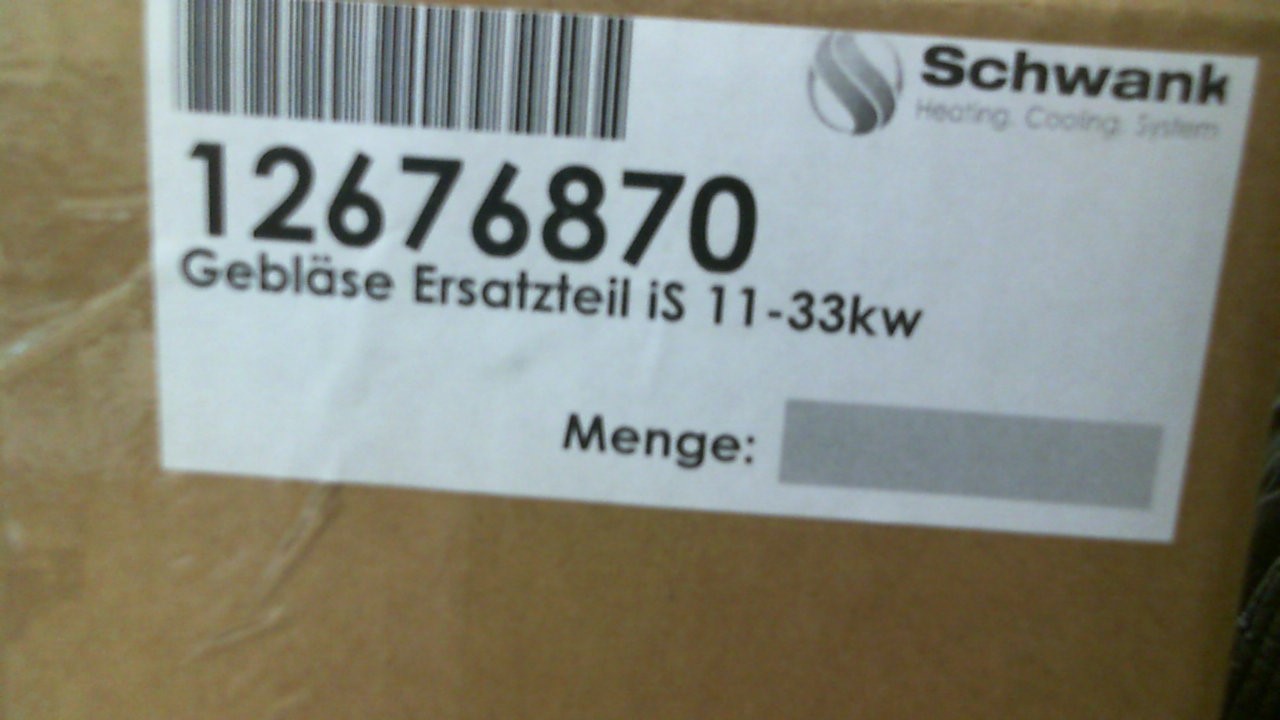 Schwank
Heating. Cooling. System
12676870
Gebläse Ersatzteil iS 11-33kw
Menge: